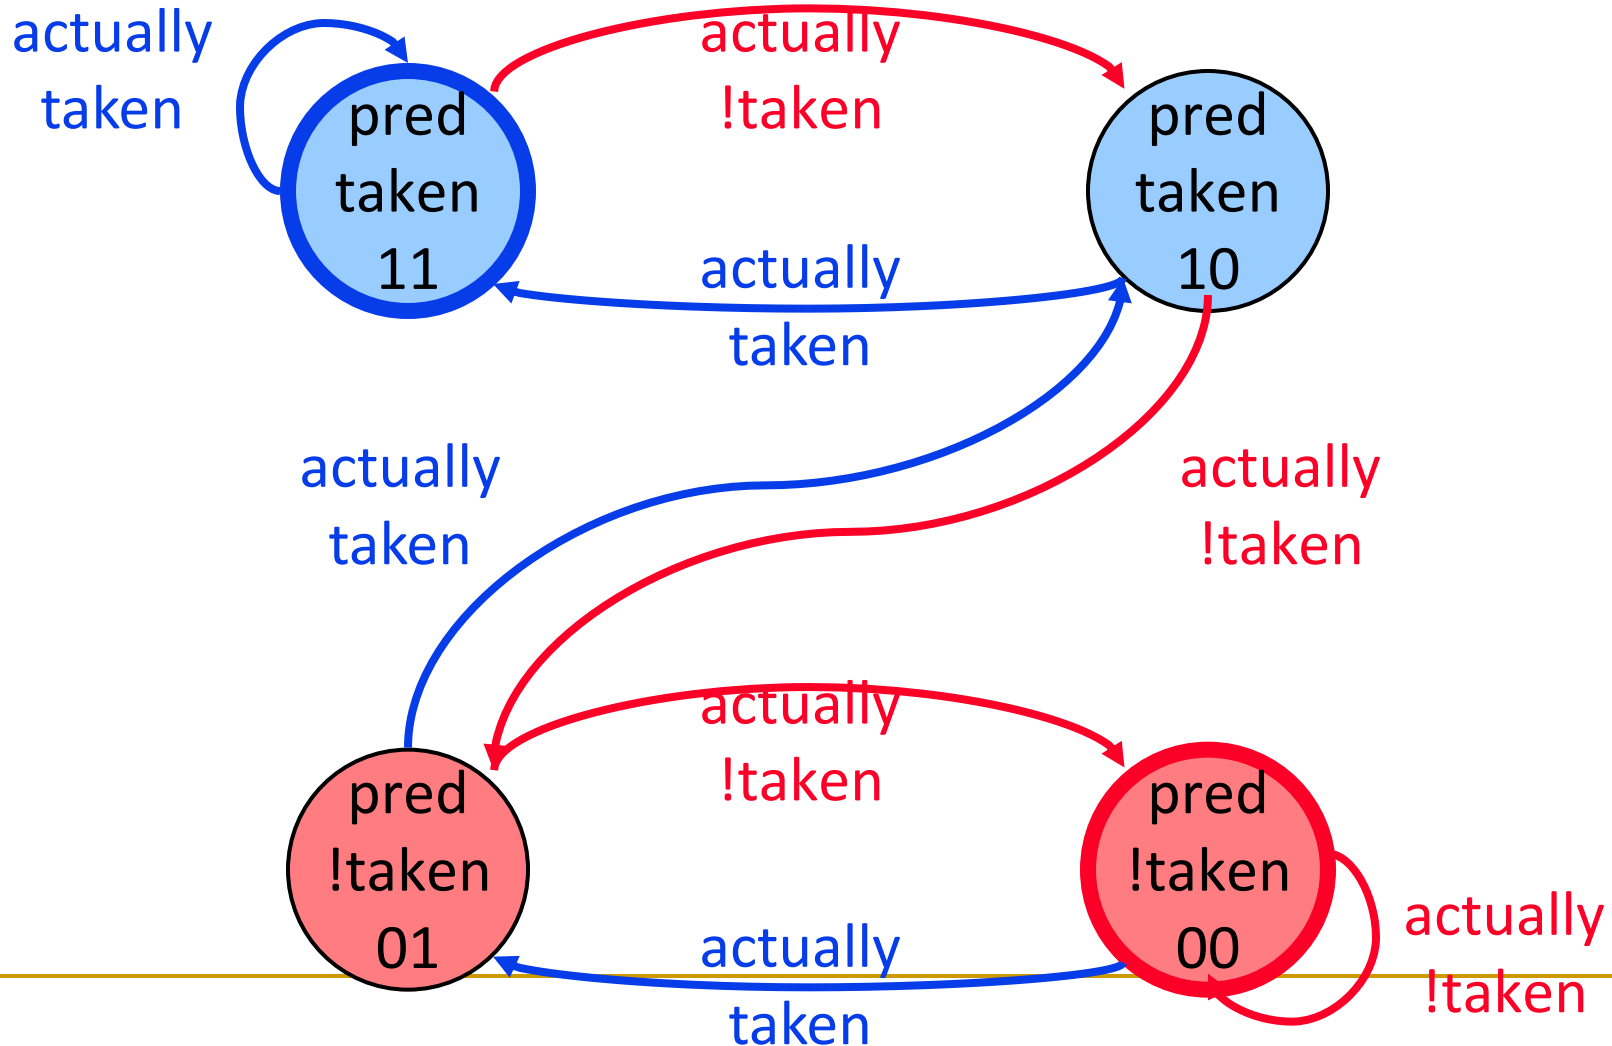 actually
taken
actually
!taken
pred
taken
11
pred
taken
10
actually
taken
actually
taken
actually
!taken
actually
!taken
pred
!taken
01
pred
!taken
00
actually
taken
actually
!taken